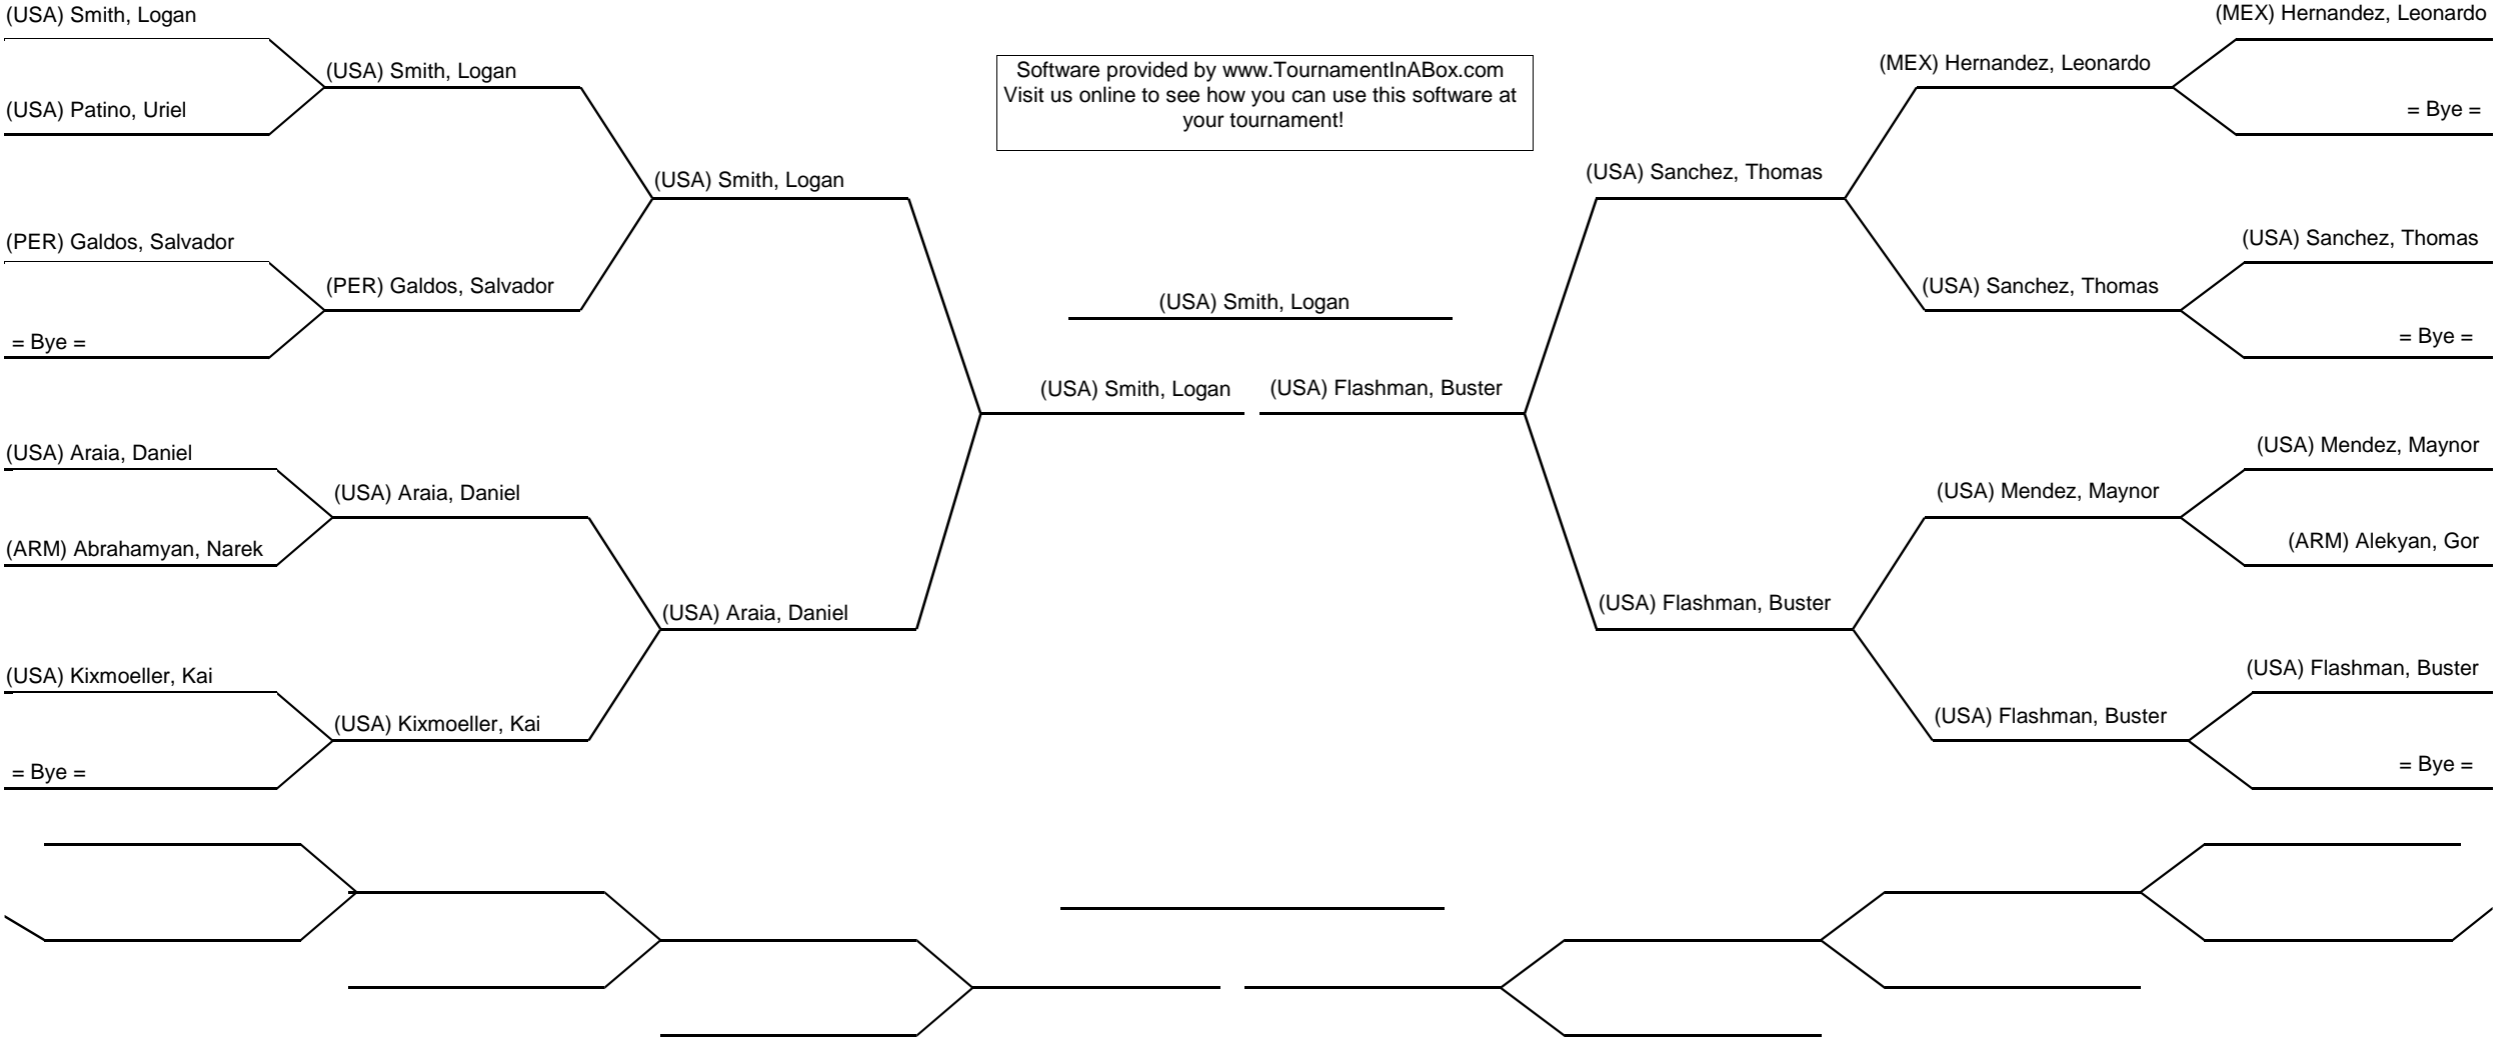 (USA) Smith, Logan
(USA) Smith, Logan
(USA) Patino, Uriel
(USA) Smith, Logan
(PER) Galdos, Salvador
(PER) Galdos, Salvador
= Bye =
(USA) Araia, Daniel
(USA) Araia, Daniel
(ARM) Abrahamyan, Narek
(USA) Araia, Daniel
(USA) Kixmoeller, Kai
(USA) Kixmoeller, Kai
= Bye =
Software provided by www.TournamentInABox.com
Visit us online to see how you can use this software at
your tournament!
(USA) Smith, Logan
(USA) Smith, Logan
(USA) Flashman, Buster
(MEX) Hernandez, Leonardo
(MEX) Hernandez, Leonardo
= Bye =
(USA) Sanchez, Thomas
(USA) Sanchez, Thomas
(USA) Sanchez, Thomas
= Bye =
(USA) Mendez, Maynor
(USA) Mendez, Maynor
(ARM) Alekyan, Gor
(USA) Flashman, Buster
(USA) Flashman, Buster
(USA) Flashman, Buster
= Bye =